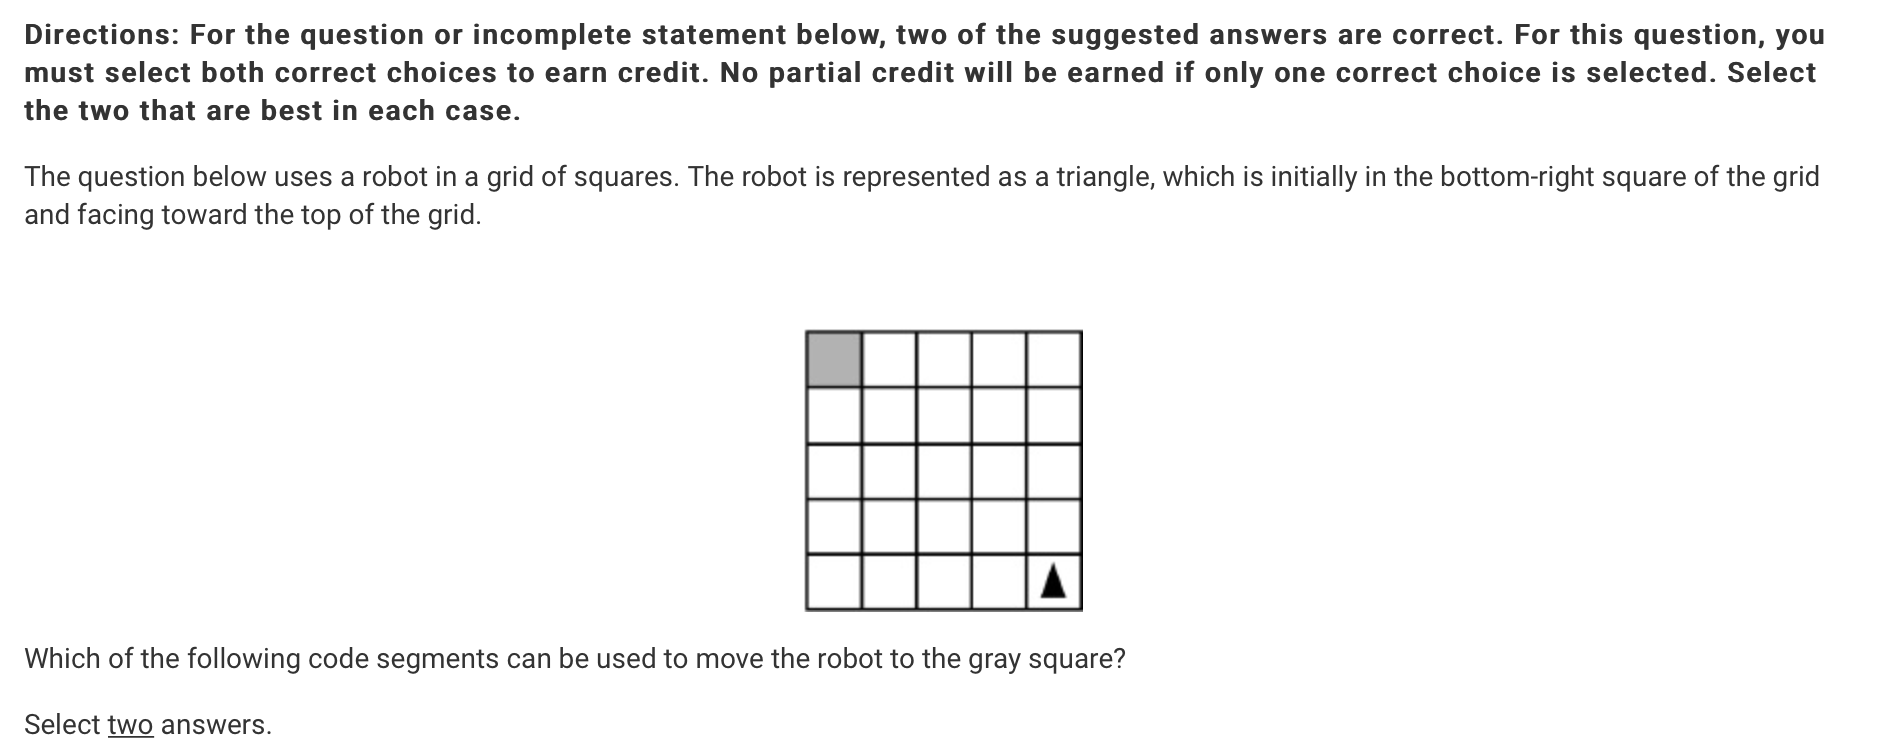 Directions: For the question or incomplete statement below, two of the suggested answers are correct. For this question, you
must select both correct choices to earn credit. No partial credit will be earned if only one correct choice is selected. Select
the two that are best in each case.
The question below uses a robot in a grid of squares. The robot is represented as a triangle, which is initially in the bottom-right square of the grid
and facing toward the top of the grid.
Which of the following code segments can be used to move the robot to the gray square?
Select two answers.